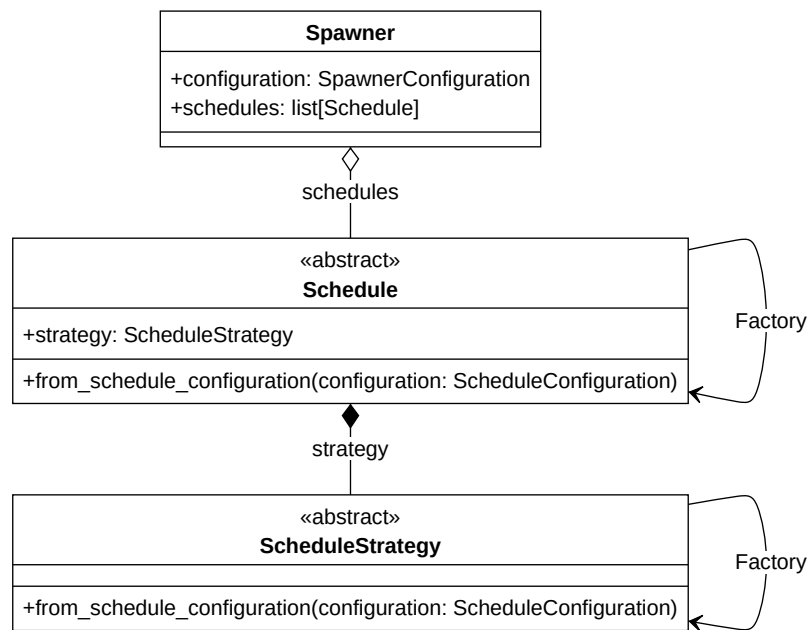 Spawner
+configuration: SpawnerConfiguration
+schedules: list[Schedule]
schedules
«abstract»
Schedule
+strategy: ScheduleStrategy
Factory
+from_schedule_configuration(configuration: ScheduleConfiguration)
strategy
«abstract»
ScheduleStrategy
Factory
+from_schedule_configuration(configuration: ScheduleConfiguration)